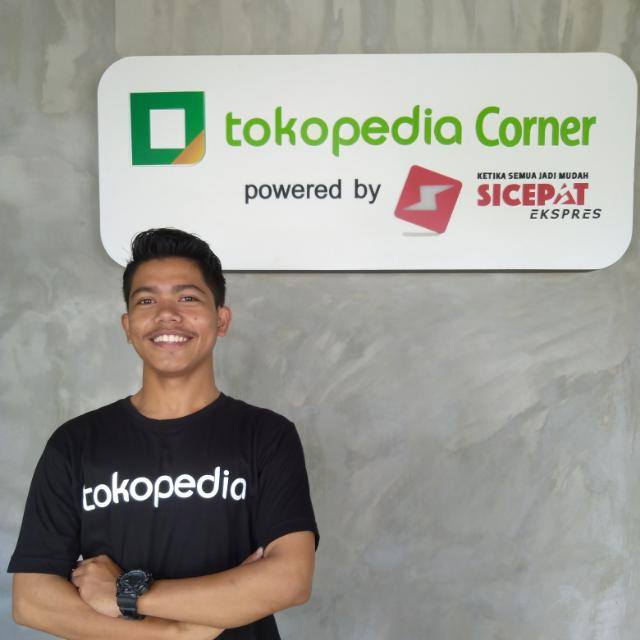 tokopedia Corner
powered by
KETIKA SEMUA JADI MUDAH
SICEPAT
EKSPRES
tokopedia